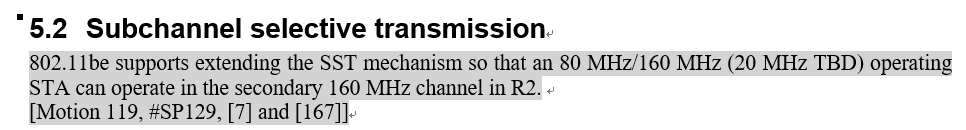 5.2 Subchannel selective transmission
802.11be supports extending the SST mechanism so that an 80 MHz/160 MHz (20 MHz TBD) operating
STA can operate in the secondary 160 MHz channel in R2.
[Motion 119, #SP129, [7] and [167]]